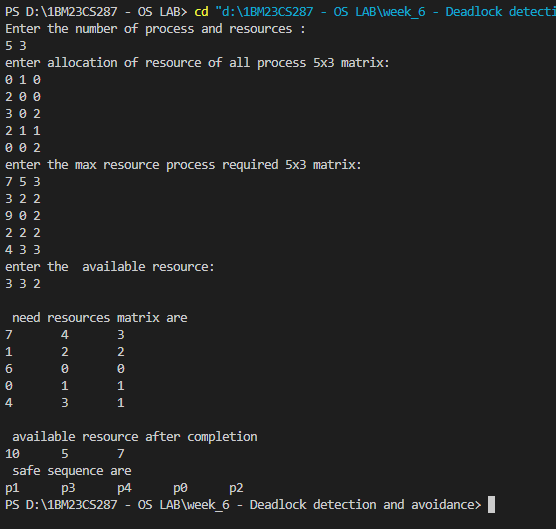 PS D:\1BM23CS287 - OS LAB> cd "d:\1BM23CS287 - OS LAB\week_6 - Deadlock detecti
Enter the number of process and resources :
5 3
enter allocation of resource of all process 5x3 matrix:
0 1 0
2 0 0
3 0 2
2 1 1
0 0 2
enter the max resource process required 5x3 matrix:
7 5 3
3 2 2
9 0 2
2 2 2
4 3 3
enter the  available resource:
3 3 2
need resources matrix are
7 4 3
1 2 2
6 0 0
0 1 1
4 3 1
available resource after completion
10 5 7
safe sequence are
p1 p3 p4 p0 p2
PS D:\1BM23CS287 - OS LAB\week_6 - Deadlock detection and avoidance>